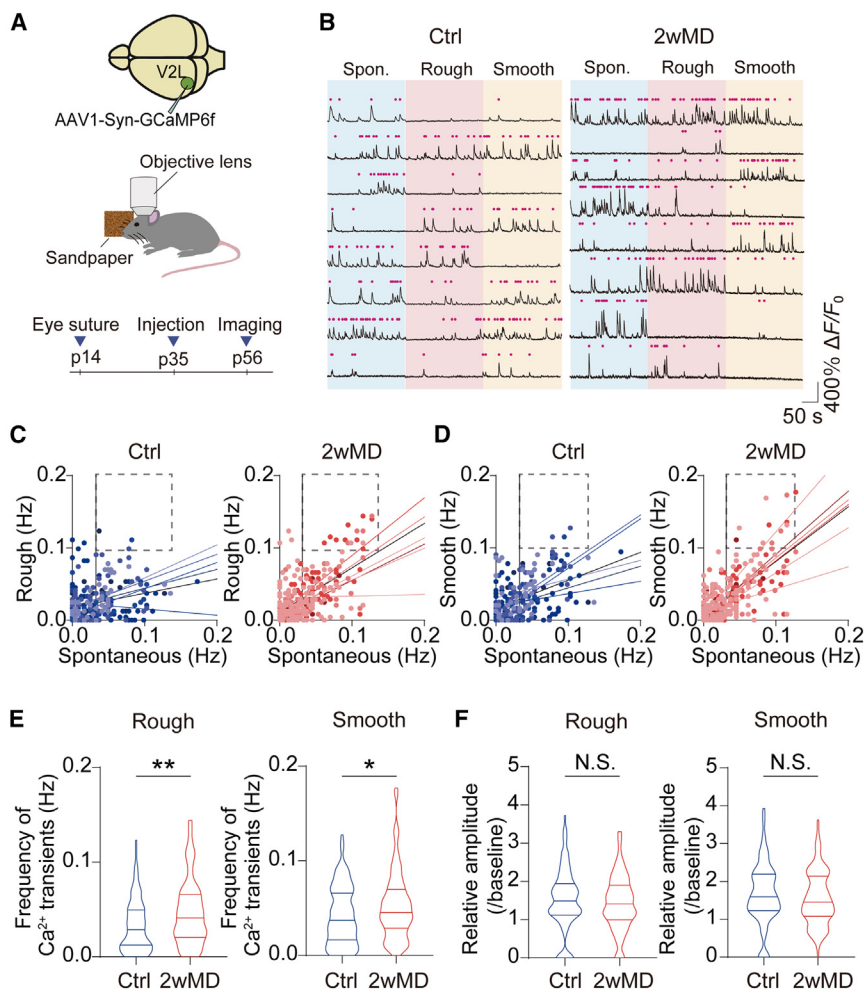 A
V2L
AAV1-Syn-GCaMP6f
Objective lens
Sandpaper
Eye suture Injection Imaging
p14 p35 p56
B
Ctrl 2wMD
Spon. Rough Smooth Spon. Rough Smooth
400% ΔF/F0
50 s
C
Ctrl 2wMD
Rough (Hz)
0.2
0.1
0.0
0.0 0.1 0.2
Spontaneous (Hz)
Rough (Hz)
0.2
0.1
0.0
0.0 0.1 0.2
Spontaneous (Hz)
D
Ctrl 2wMD
Smooth (Hz)
0.2
0.1
0.0
0.0 0.1 0.2
Spontaneous (Hz)
Smooth (Hz)
0.2
0.1
0.0
0.0 0.1 0.2
Spontaneous (Hz)
E
Rough Smooth
Frequency of
Ca²⁺ transients (Hz)
0.2
0.1
0.0
**
Ctrl 2wMD
Frequency of
Ca²⁺ transients (Hz)
0.2
0.1
0.0
*
Ctrl 2wMD
F
Rough Smooth
Relative amplitude
(/baseline)
5
4
3
2
1
0
N.S.
Ctrl 2wMD
Relative amplitude
(/baseline)
5
4
3
2
1
0
N.S.
Ctrl 2wMD